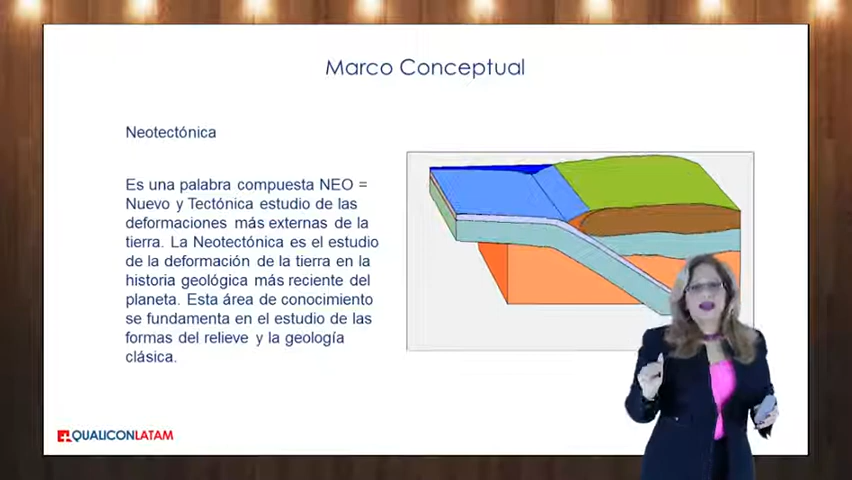 Marco Conceptual
Neotectónica
Es una palabra compuesta NEO =
Nuevo y Tectónica estudio de las
deformaciones más externas de la
tierra. La Neotectónica es el estudio
de la deformación de la tierra en la
historia geológica más reciente del
planeta. Esta área de conocimiento
se fundamenta en el estudio de las
formas del relieve y la geología
clásica.
QUALICONLATAM